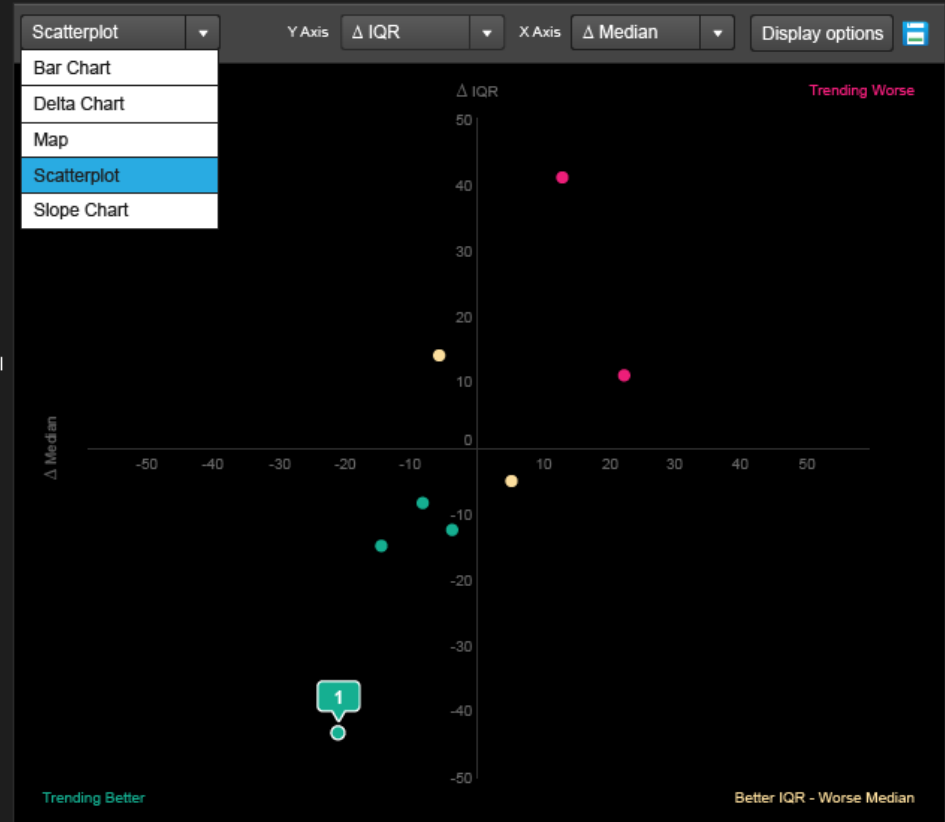 Scatterplot
Y Axis
Δ IQR
X Axis
Δ Median
Display options
Bar Chart
Delta Chart
Map
Scatterplot
Slope Chart
Δ IQR
Trending Worse
50
40
30
20
10
0
Δ Median
-50 -40 -30 -20 -10 10 20 30 40 50
-10
-20
-30
1
-40
-50
Trending Better
Better IQR - Worse Median